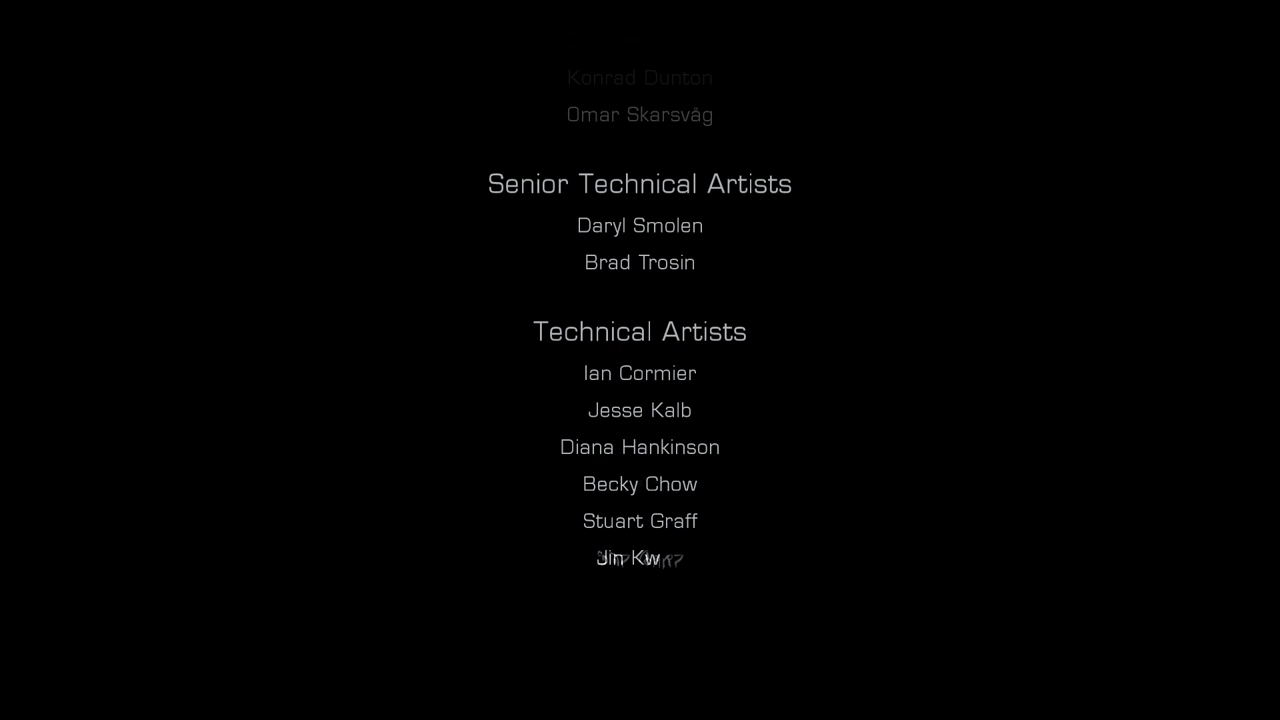 Konrad Dunton
Omar Skarsvåg
Senior Technical Artists
Daryl Smolen
Brad Trosin
Technical Artists
Ian Cormier
Jesse Kalb
Diana Hankinson
Becky Chow
Stuart Graff
Jin